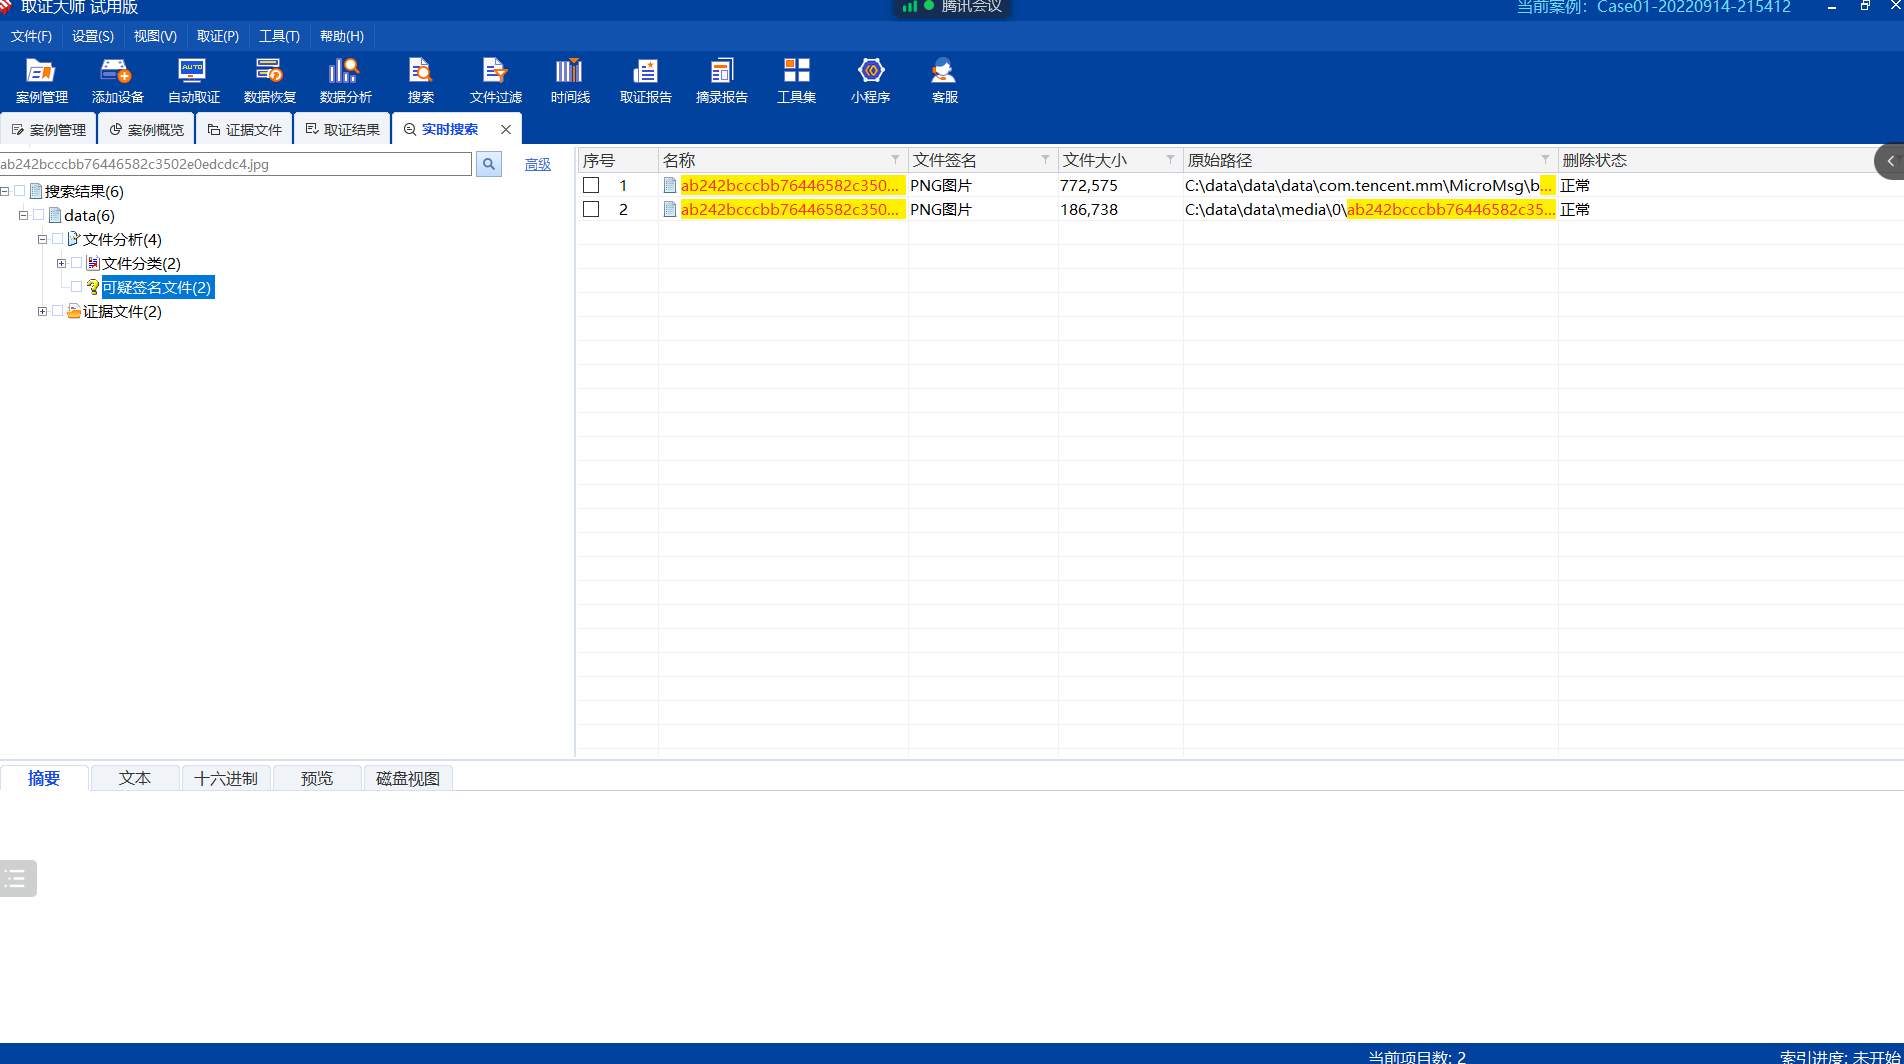 取证大师 试用版
腾讯会议
当前案例: Case01-20220914-215412
文件(F) 设置(S) 视图(V) 取证(P) 工具(T) 帮助(H)
AUTO
案例管理 添加设备 自动取证 数据恢复 数据分析 搜索 文件过滤 时间线 取证报告 摘录报告 工具集 小程序 客服
案例管理 案例概览 证据文件 取证结果 实时搜索
ab242bcccbb76446582c3502e0edcdc4.jpg 高级
搜索结果(6)
data(6)
文件分析(4)
文件分类(2)
可疑签名文件(2)
证据文件(2)
序号 名称 文件签名 文件大小 原始路径 删除状态
1 ab242bcccbb76446582c350... PNG图片 772,575 C:\data\data\data\com.tencent.mm\MicroMsg\b... 正常
2 ab242bcccbb76446582c350... PNG图片 186,738 C:\data\data\media\0\ab242bcccbb76446582c35... 正常
摘要 文本 十六进制 预览 磁盘视图
当前项目数: 2 索引进度: 未开始